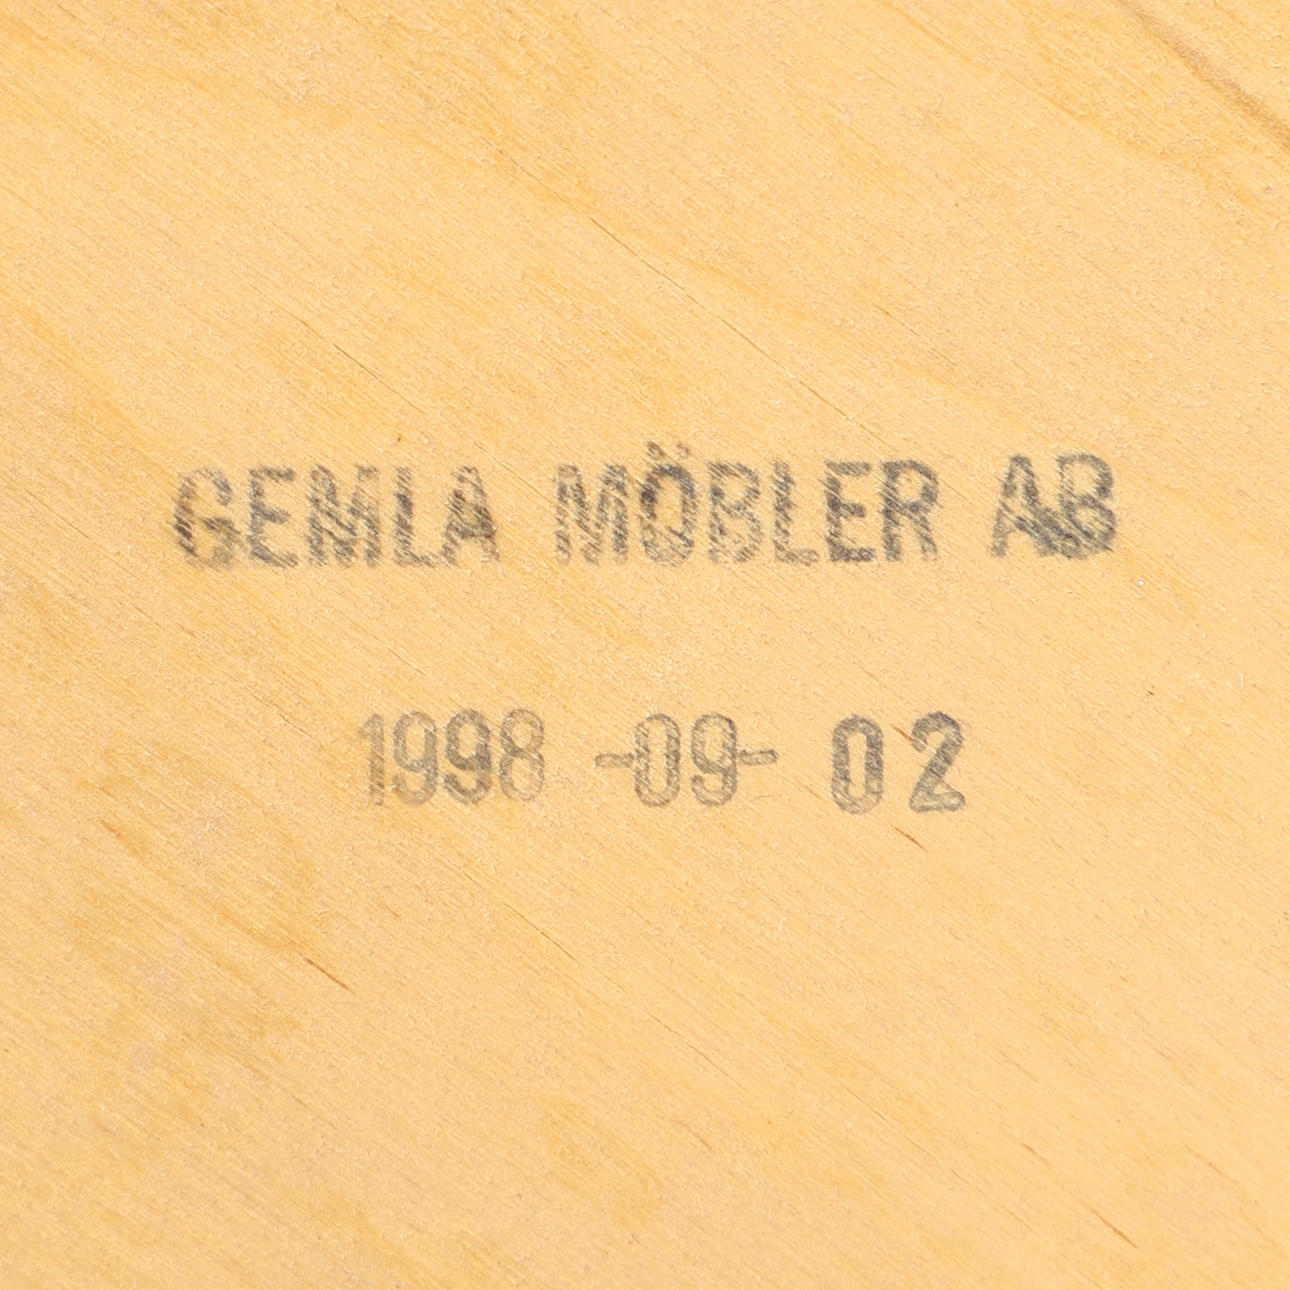 GEMLA MÖBLER AB
1998 -09- 02